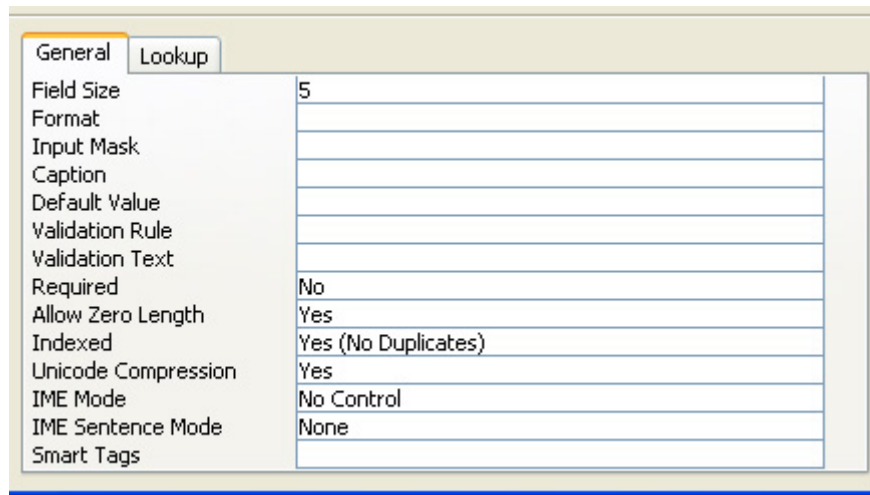 General Lookup
Field Size 5
Format
Input Mask
Caption
Default Value
Validation Rule
Validation Text
Required No
Allow Zero Length Yes
Indexed Yes (No Duplicates)
Unicode Compression Yes
IME Mode No Control
IME Sentence Mode None
Smart Tags